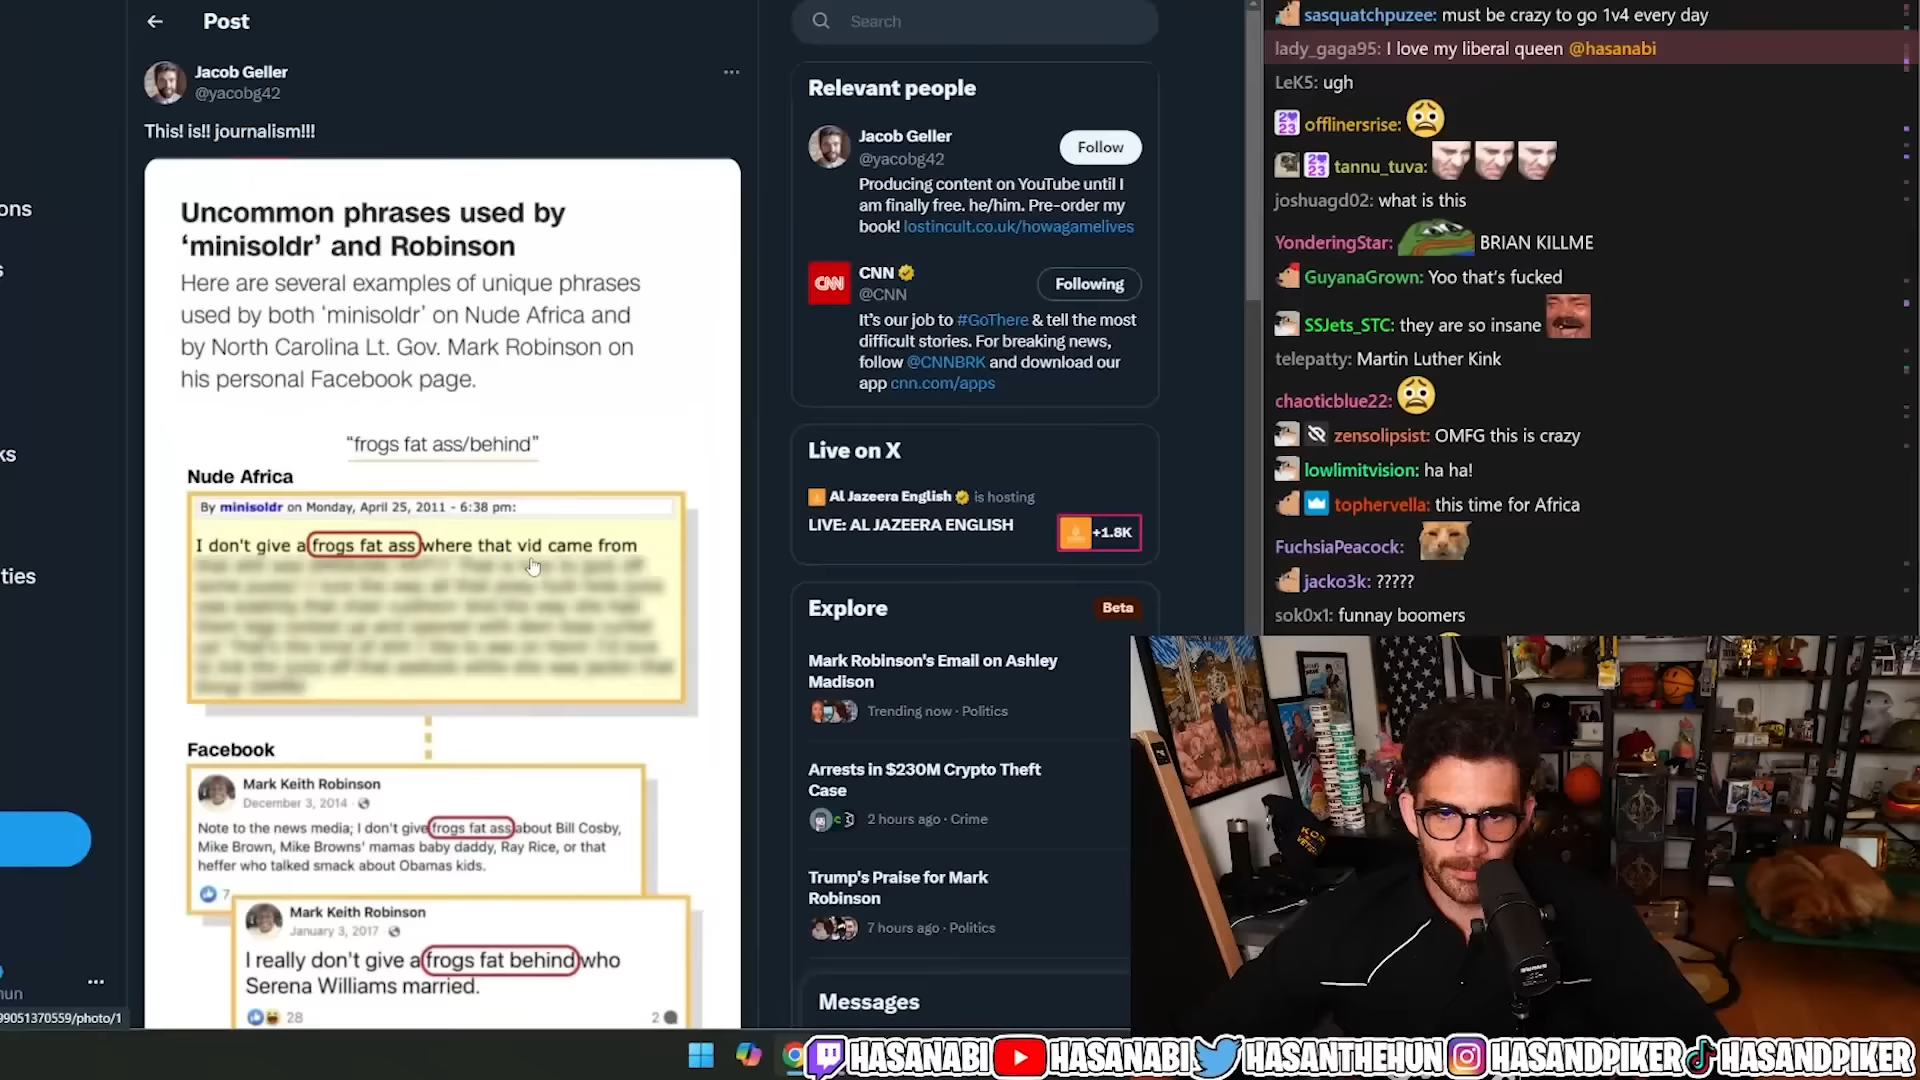 Post
Jacob Geller
@yacobg42
This! is!! journalism!!!
Uncommon phrases used by
‘minisoldr’ and Robinson
Here are several examples of unique phrases
used by both ‘minisoldr’ on Nude Africa and
by North Carolina Lt. Gov. Mark Robinson on
his personal Facebook page.
“frogs fat ass/behind”
Nude Africa
By minisoldr on Monday, April 25, 2011 - 6:38 pm:
I don't give a frogs fat ass where that vid came from
Facebook
Mark Keith Robinson
December 3, 2014
Note to the news media; I don't give frogs fat ass about Bill Cosby,
Mike Brown, Mike Browns' mamas baby daddy, Ray Rice, or that
heffer who talked smack about Obamas kids.
7
Mark Keith Robinson
January 3, 2017
I really don't give a frogs fat behind who
Serena Williams married.
28
2
ons
s
ks
ties
hun
99051370559/photo/1
Search
Relevant people
Jacob Geller
@yacobg42
Follow
Producing content on YouTube until I
am finally free. he/him. Pre-order my
book! lostincult.co.uk/howagamelives
CNN
CNN
@CNN
Following
It's our job to #GoThere & tell the most
difficult stories. For breaking news,
follow @CNNBRK and download our
app cnn.com/apps
Live on X
Al Jazeera English is hosting
LIVE: AL JAZEERA ENGLISH
+1.8K
Explore
Beta
Mark Robinson's Email on Ashley
Madison
Trending now · Politics
Arrests in $230M Crypto Theft
Case
2 hours ago · Crime
Trump's Praise for Mark
Robinson
7 hours ago · Politics
Messages
sasquatchpuzee: must be crazy to go 1v4 every day
lady_gaga95: I love my liberal queen @hasanabi
LeK5: ugh
offlinersrise:
tannu_tuva:
joshuagd02: what is this
YonderingStar: BRIAN KILLME
GuyanaGrown: Yoo that's fucked
SSJets_STC: they are so insane
telepatty: Martin Luther Kink
chaoticblue22:
zensolipsist: OMFG this is crazy
lowlimitvision: ha ha!
tophervella: this time for Africa
FuchsiaPeacock:
jacko3k: ?????
sok0x1: funnay boomers
HASANABI HASANABI HASANTHEHUN HASANDPIKER HASANDPIKER